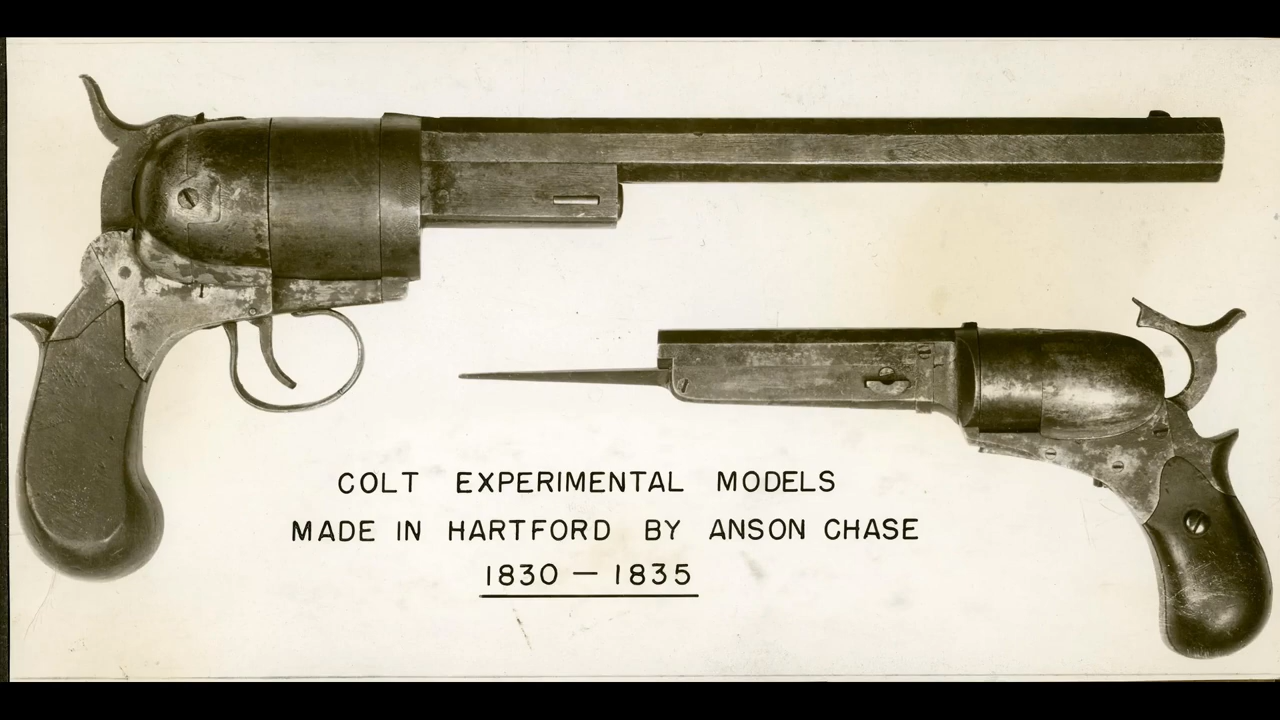 COLT EXPERIMENTAL MODELS
MADE IN HARTFORD BY ANSON CHASE
1830 — 1835